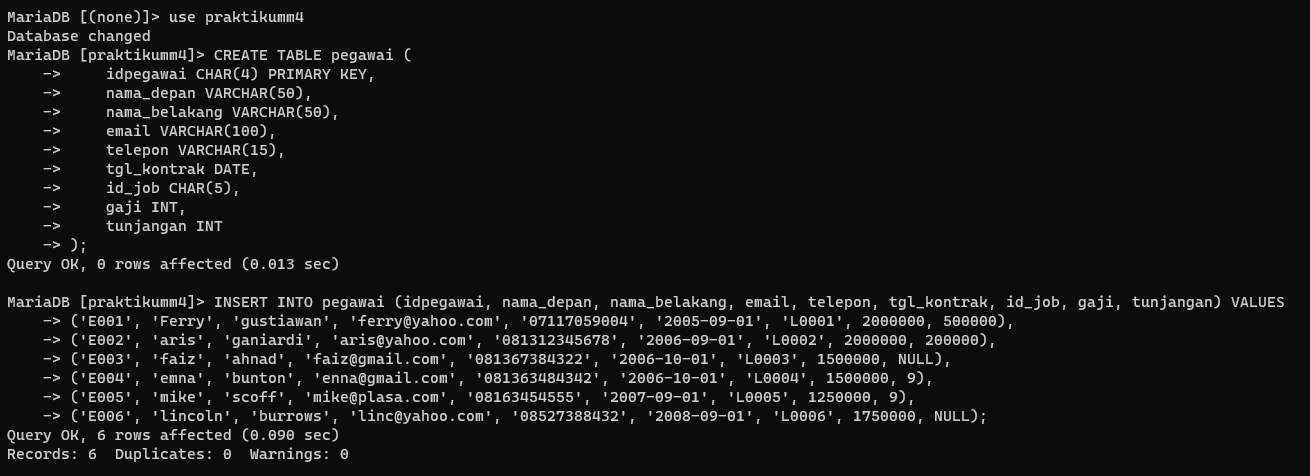 MariaDB [(none)]> use praktikumm4
Database changed
MariaDB [praktikumm4]> CREATE TABLE pegawai (
    ->     idpegawai CHAR(4) PRIMARY KEY,
    ->     nama_depan VARCHAR(50),
    ->     nama_belakang VARCHAR(50),
    ->     email VARCHAR(100),
    ->     telepon VARCHAR(15),
    ->     tgl_kontrak DATE,
    ->     id_job CHAR(5),
    ->     gaji INT,
    ->     tunjangan INT
    -> );
Query OK, 0 rows affected (0.013 sec)

MariaDB [praktikumm4]> INSERT INTO pegawai (idpegawai, nama_depan, nama_belakang, email, telepon, tgl_kontrak, id_job, gaji, tunjangan) VALUES
    -> ('E001', 'Ferry', 'gustiawan', 'ferry@yahoo.com', '07117059004', '2005-09-01', 'L0001', 2000000, 500000),
    -> ('E002', 'aris', 'ganiardi', 'aris@yahoo.com', '081312345678', '2006-09-01', 'L0002', 2000000, 200000),
    -> ('E003', 'faiz', 'ahnad', 'faiz@gmail.com', '081367384322', '2006-10-01', 'L0003', 1500000, NULL),
    -> ('E004', 'emna', 'bunton', 'enna@gmail.com', '081363484342', '2006-10-01', 'L0004', 1500000, 9),
    -> ('E005', 'mike', 'scoff', 'mike@plasa.com', '08163454555', '2007-09-01', 'L0005', 1250000, 9),
    -> ('E006', 'lincoln', 'burrows', 'linc@yahoo.com', '08527388432', '2008-09-01', 'L0006', 1750000, NULL);
Query OK, 6 rows affected (0.090 sec)
Records: 6  Duplicates: 0  Warnings: 0